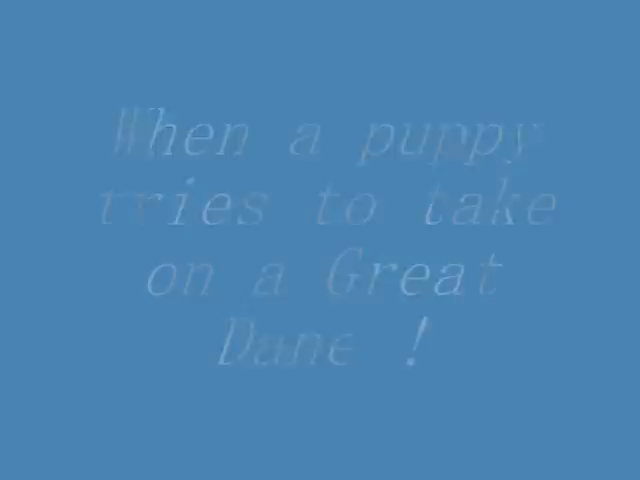 When a puppy
tries to take
on a Great
Dane !